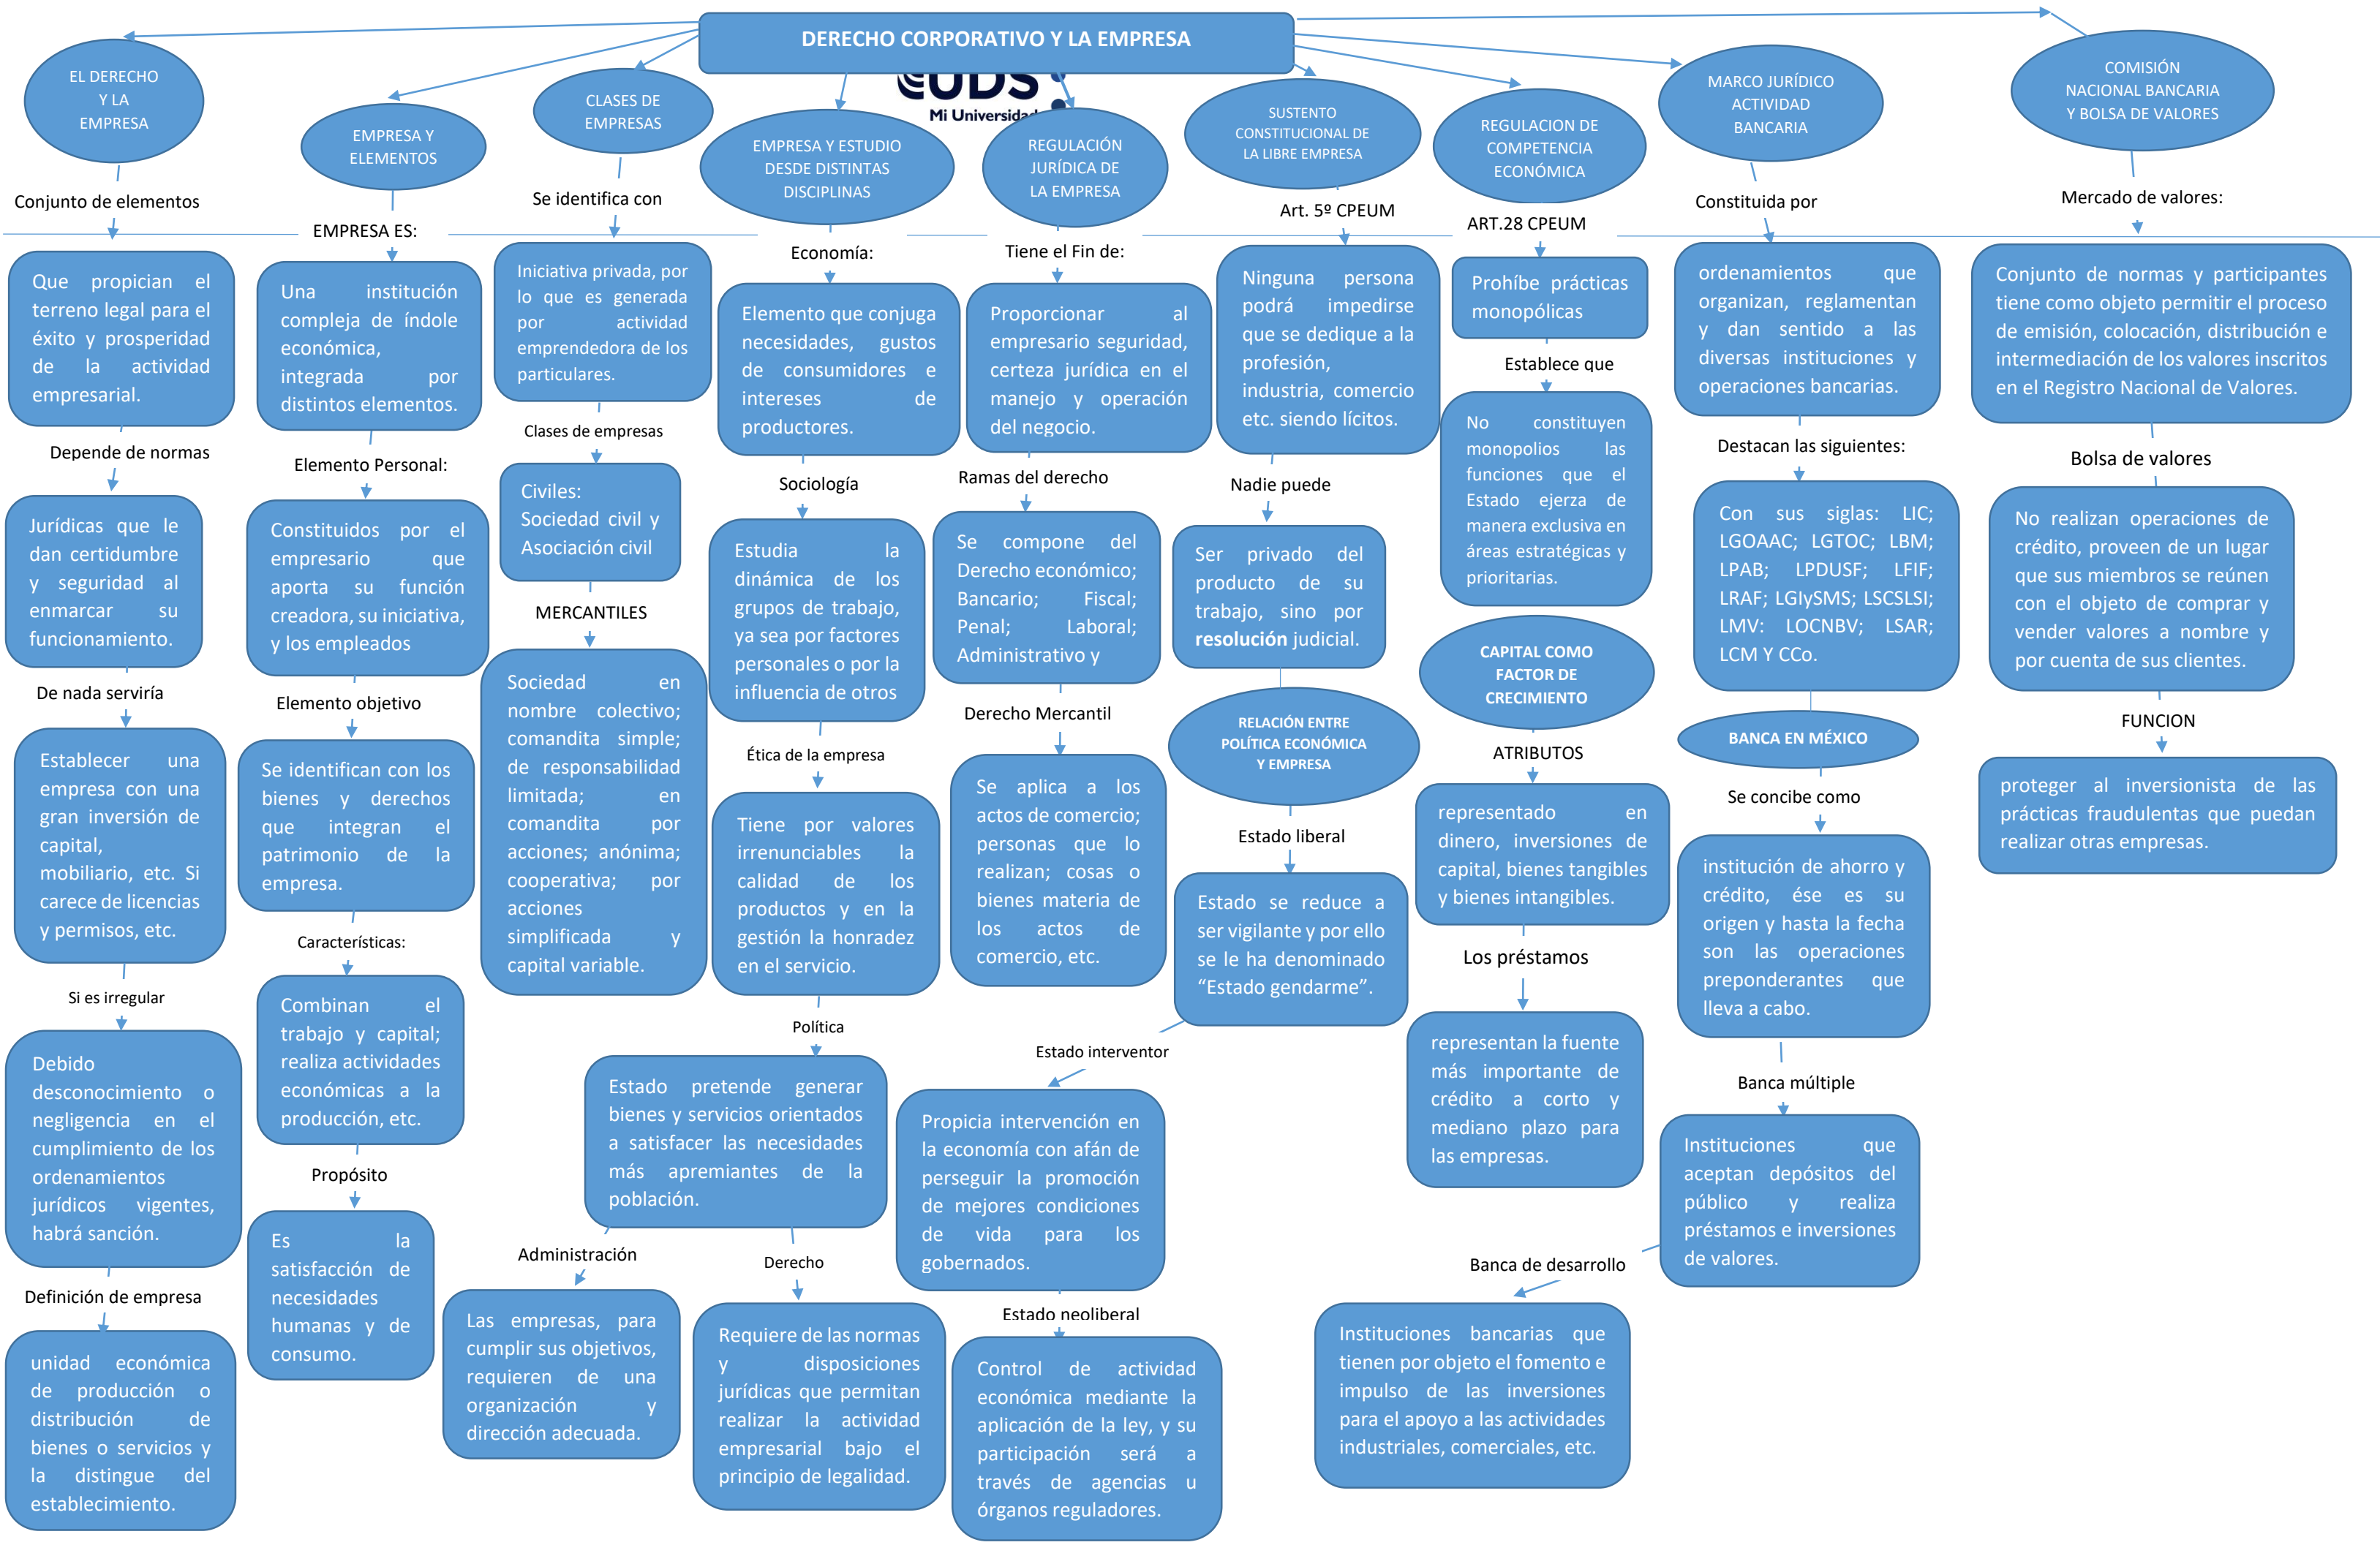 DERECHO CORPORATIVO Y LA EMPRESA
UDS
Mi Universidad
EL DERECHO
Y LA
EMPRESA
Conjunto de elementos
Que propician el
terreno legal para el
éxito y prosperidad
de la actividad
empresarial.
Depende de normas
Jurídicas que le
dan certidumbre
y seguridad al
enmarcar su
funcionamiento.
De nada serviría
Establecer una
empresa con una
gran inversión de
capital,
mobiliario, etc. Si
carece de licencias
y permisos, etc.
Si es irregular
Debido
desconocimiento o
negligencia en el
cumplimiento de los
ordenamientos
jurídicos vigentes,
habrá sanción.
Definición de empresa
unidad económica
de producción o
distribución de
bienes o servicios y
la distingue del
establecimiento.
EMPRESA Y
ELEMENTOS
EMPRESA ES:
Una institución
compleja de índole
económica,
integrada por
distintos elementos.
Elemento Personal:
Constituidos por el
empresario que
aporta su función
creadora, su iniciativa,
y los empleados
Elemento objetivo
Se identifican con los
bienes y derechos
que integran el
patrimonio de la
empresa.
Características:
Combinan el
trabajo y capital;
realiza actividades
económicas a la
producción, etc.
Propósito
Es la
satisfacción de
necesidades
humanas y de
consumo.
CLASES DE
EMPRESAS
Se identifica con
Iniciativa privada, por
lo que es generada
por actividad
emprendedora de los
particulares.
Clases de empresas
Civiles:
Sociedad civil y
Asociación civil
MERCANTILES
Sociedad en
nombre colectivo;
comandita simple;
de responsabilidad
limitada; en
comandita por
acciones; anónima;
cooperativa; por
acciones
simplificada y
capital variable.
EMPRESA Y ESTUDIO
DESDE DISTINTAS
DISCIPLINAS
Economía:
Elemento que conjuga
necesidades, gustos
de consumidores e
intereses de
productores.
Sociología
Estudia la
dinámica de los
grupos de trabajo,
ya sea por factores
personales o por la
influencia de otros
Ética de la empresa
Tiene por valores
irrenunciables la
calidad de los
productos y en la
gestión la honradez
en el servicio.
Política
Estado pretende generar
bienes y servicios orientados
a satisfacer las necesidades
más apremiantes de la
población.
Administración
Las empresas, para
cumplir sus objetivos,
requieren de una
organización y
dirección adecuada.
Derecho
Requiere de las normas
y disposiciones
jurídicas que permitan
realizar la actividad
empresarial bajo el
principio de legalidad.
REGULACIÓN
JURÍDICA DE
LA EMPRESA
Tiene el Fin de:
Proporcionar al
empresario seguridad,
certeza jurídica en el
manejo y operación
del negocio.
Ramas del derecho
Se compone del
Derecho económico;
Bancario; Fiscal;
Penal; Laboral;
Administrativo y
Derecho Mercantil
Se aplica a los
actos de comercio;
personas que lo
realizan; cosas o
bienes materia de
los actos de
comercio, etc.
SUSTENTO
CONSTITUCIONAL DE
LA LIBRE EMPRESA
Art. 5º CPEUM
Ninguna persona
podrá impedirse
que se dedique a la
profesión,
industria, comercio
etc. siendo lícitos.
Nadie puede
Ser privado del
producto de su
trabajo, sino por
resolución judicial.
RELACIÓN ENTRE
POLÍTICA ECONÓMICA
Y EMPRESA
Estado liberal
Estado se reduce a
ser vigilante y por ello
se le ha denominado
“Estado gendarme”.
Estado interventor
Propicia intervención en
la economía con afán de
perseguir la promoción
de mejores condiciones
de vida para los
gobernados.
Estado neoliberal
Control de actividad
económica mediante la
aplicación de la ley, y su
participación será a
través de agencias u
órganos reguladores.
REGULACION DE
COMPETENCIA
ECONÓMICA
ART.28 CPEUM
Prohíbe prácticas
monopólicas
Establece que
No constituyen
monopolios las
funciones que el
Estado ejerza de
manera exclusiva en
áreas estratégicas y
prioritarias.
CAPITAL COMO
FACTOR DE
CRECIMIENTO
ATRIBUTOS
representado en
dinero, inversiones de
capital, bienes tangibles
y bienes intangibles.
Los préstamos
representan la fuente
más importante de
crédito a corto y
mediano plazo para
las empresas.
MARCO JURÍDICO
ACTIVIDAD
BANCARIA
Constituida por
ordenamientos que
organizan, reglamentan
y dan sentido a las
diversas instituciones y
operaciones bancarias.
Destacan las siguientes:
Con sus siglas: LIC;
LGOAAC; LGTOC; LBM;
LPAB; LPDUSF; LFIF;
LRAF; LGIySMS; LSCSLSI;
LMV: LOCNBV; LSAR;
LCM Y CCo.
BANCA EN MÉXICO
Se concibe como
institución de ahorro y
crédito, ése es su
origen y hasta la fecha
son las operaciones
preponderantes que
lleva a cabo.
Banca múltiple
Instituciones que
aceptan depósitos del
público y realiza
préstamos e inversiones
de valores.
Banca de desarrollo
Instituciones bancarias que
tienen por objeto el fomento e
impulso de las inversiones
para el apoyo a las actividades
industriales, comerciales, etc.
COMISIÓN
NACIONAL BANCARIA
Y BOLSA DE VALORES
Mercado de valores:
Conjunto de normas y participantes
tiene como objeto permitir el proceso
de emisión, colocación, distribución e
intermediación de los valores inscritos
en el Registro Nacional de Valores.
Bolsa de valores
No realizan operaciones de
crédito, proveen de un lugar
que sus miembros se reúnen
con el objeto de comprar y
vender valores a nombre y
por cuenta de sus clientes.
FUNCION
proteger al inversionista de las
prácticas fraudulentas que puedan
realizar otras empresas.